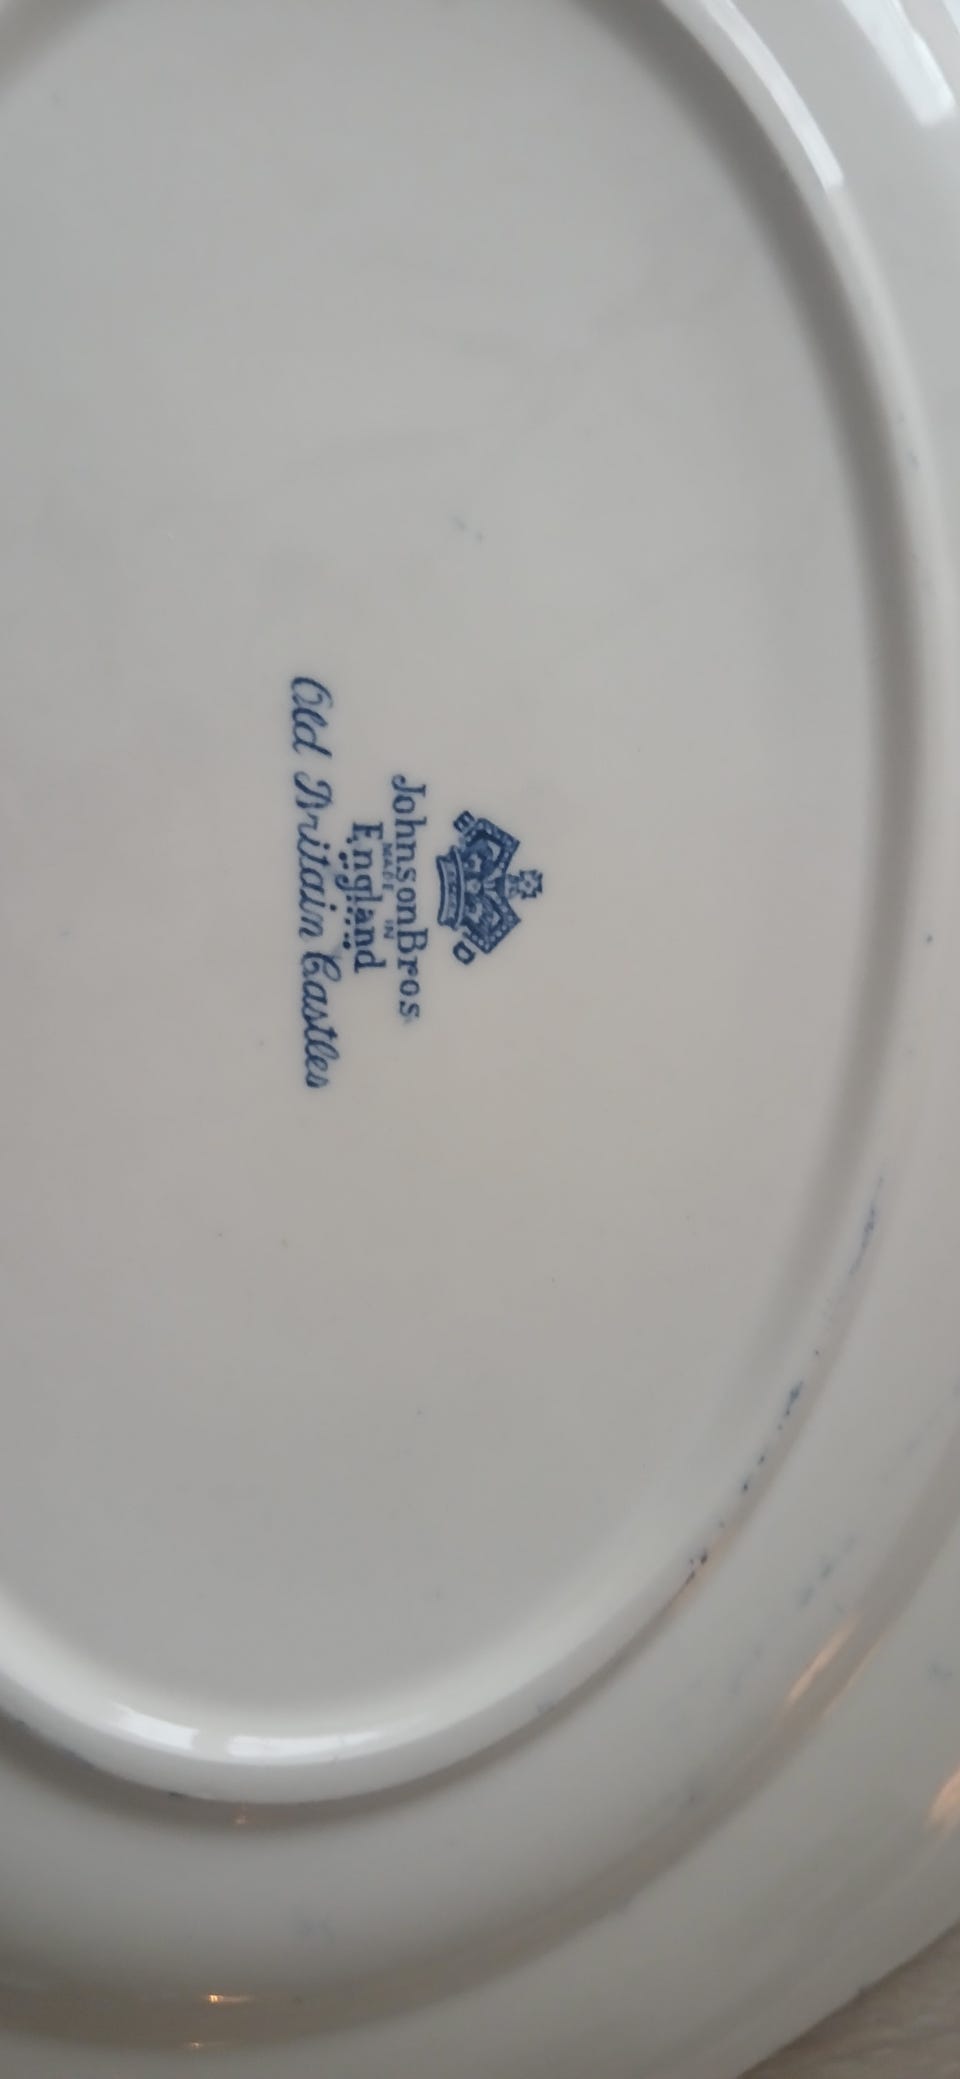 JohnsonBros
MADE IN
England
Old Britain Castles